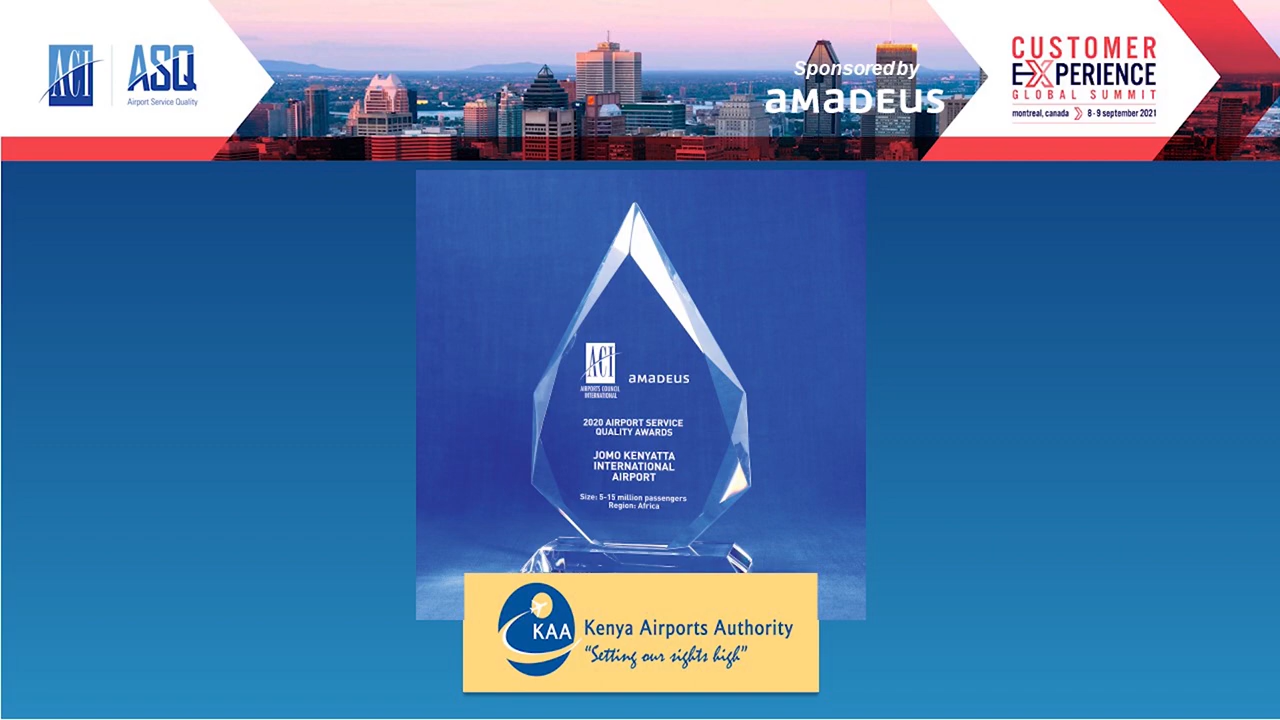 ACI
ASQ
Airport Service Quality
Sponsored by
amadeus
CUSTOMER
EXPERIENCE
GLOBAL SUMMIT
montreal, canada 8 - 9 september 2021
ACI
AIRPORTS COUNCIL
INTERNATIONAL
amadeus
2020 AIRPORT SERVICE
QUALITY AWARDS
JOMO KENYATTA
INTERNATIONAL
AIRPORT
Size: 5-15 million passengers
Region: Africa
KAA
Kenya Airports Authority
"Setting our sights high"